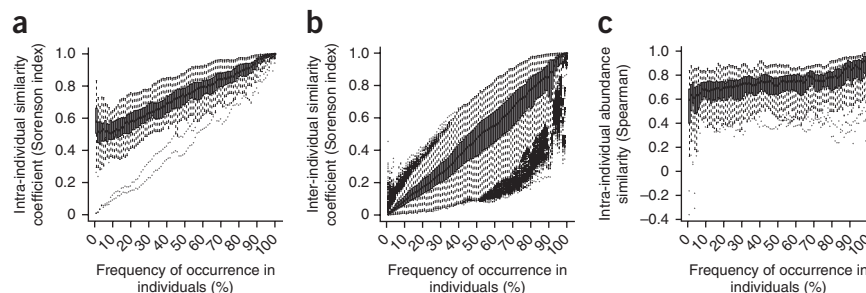 a
Intra-individual similarity
coefficient (Sorenson index)
1.0
0.8
0.6
0.4
0.2
0
0 10 20 30 40 50 60 70 80 90 100
Frequency of occurrence in
individuals (%)
b
Inter-individual similarity
coefficient (Sorenson index)
1.0
0.8
0.6
0.4
0.2
0
0 10 20 30 40 50 60 70 80 90 100
Frequency of occurrence in
individuals (%)
c
Intra-individual abundance
similarity (Spearman)
1.0
0.8
0.6
0.4
0.2
0
−0.2
−0.4
0 10 20 30 40 50 60 70 80 90 100
Frequency of occurrence in
individuals (%)